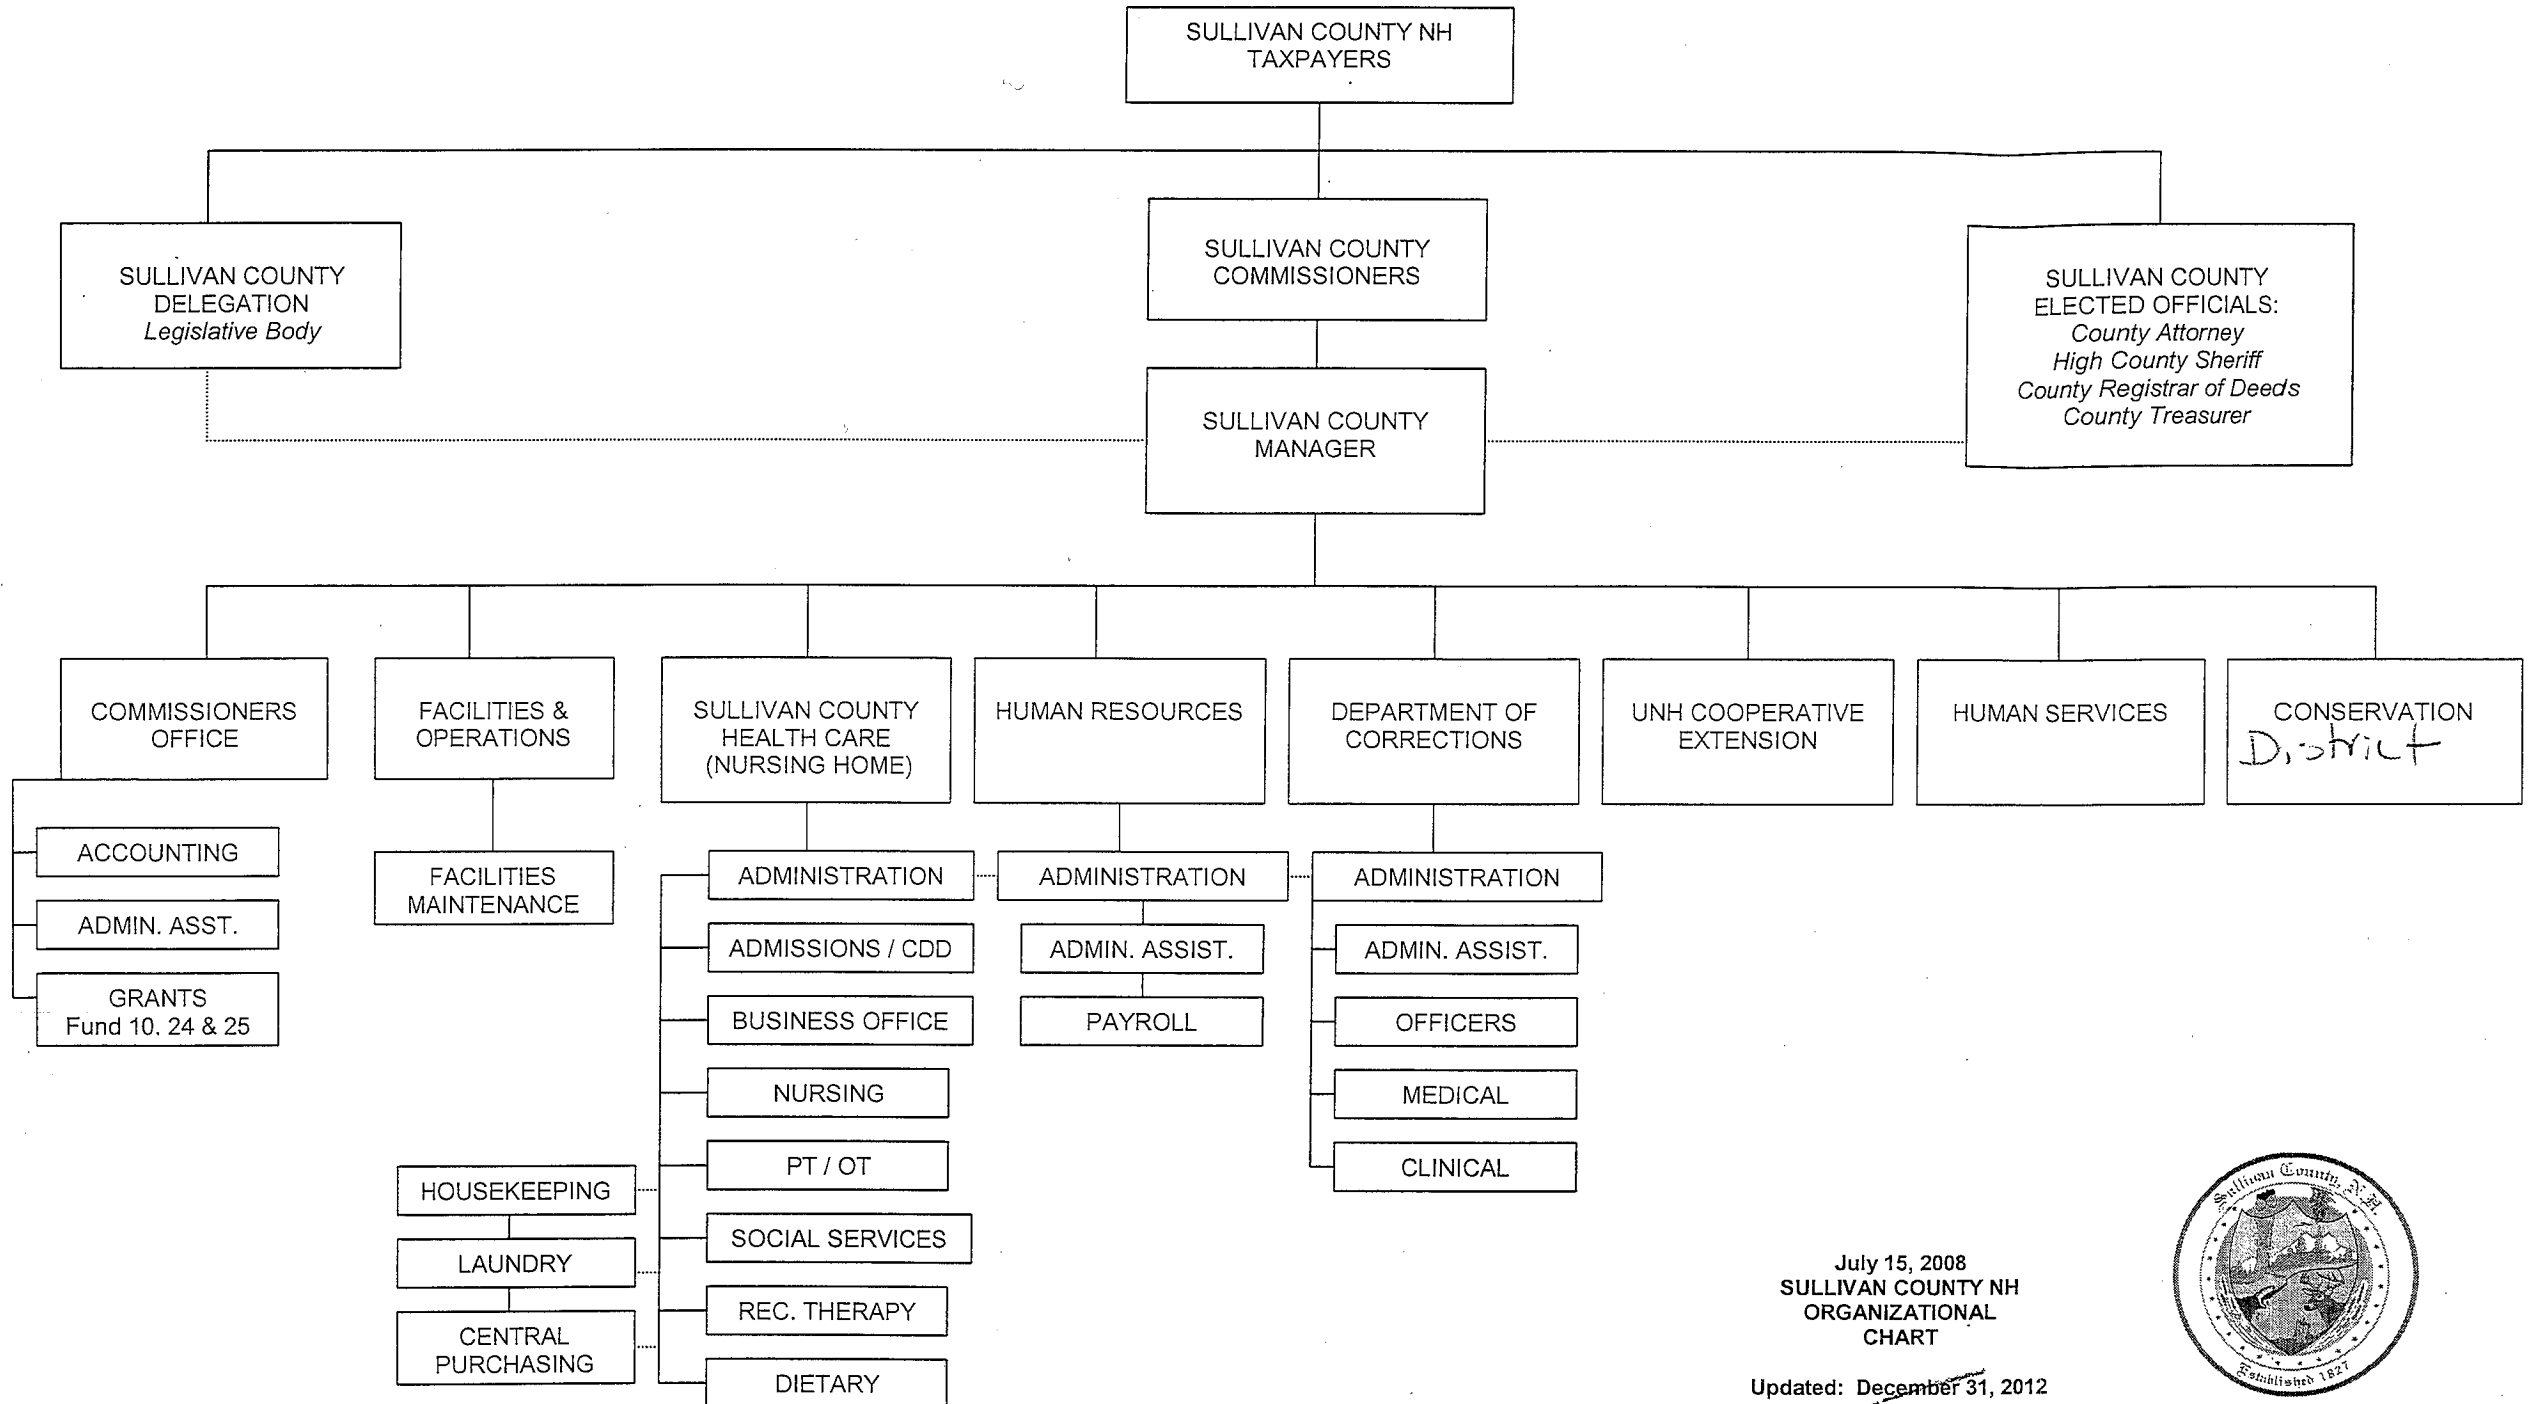 SULLIVAN COUNTY NH
TAXPAYERS
SULLIVAN COUNTY
DELEGATION
Legislative Body
SULLIVAN COUNTY
COMMISSIONERS
SULLIVAN COUNTY
ELECTED OFFICIALS:
County Attorney
High County Sheriff
County Registrar of Deeds
County Treasurer
SULLIVAN COUNTY
MANAGER
COMMISSIONERS
OFFICE
FACILITIES &
OPERATIONS
SULLIVAN COUNTY
HEALTH CARE
(NURSING HOME)
HUMAN RESOURCES
DEPARTMENT OF
CORRECTIONS
UNH COOPERATIVE
EXTENSION
HUMAN SERVICES
CONSERVATION
District
ACCOUNTING
ADMIN. ASST.
GRANTS
Fund 10. 24 & 25
FACILITIES
MAINTENANCE
ADMINISTRATION
ADMISSIONS / CDD
BUSINESS OFFICE
NURSING
PT / OT
SOCIAL SERVICES
REC. THERAPY
DIETARY
HOUSEKEEPING
LAUNDRY
CENTRAL
PURCHASING
ADMINISTRATION
ADMIN. ASSIST.
PAYROLL
ADMINISTRATION
ADMIN. ASSIST.
OFFICERS
MEDICAL
CLINICAL
July 15, 2008
SULLIVAN COUNTY NH
ORGANIZATIONAL
CHART
Updated: December 31, 2012
Sullivan County, N.H.
Established 1827